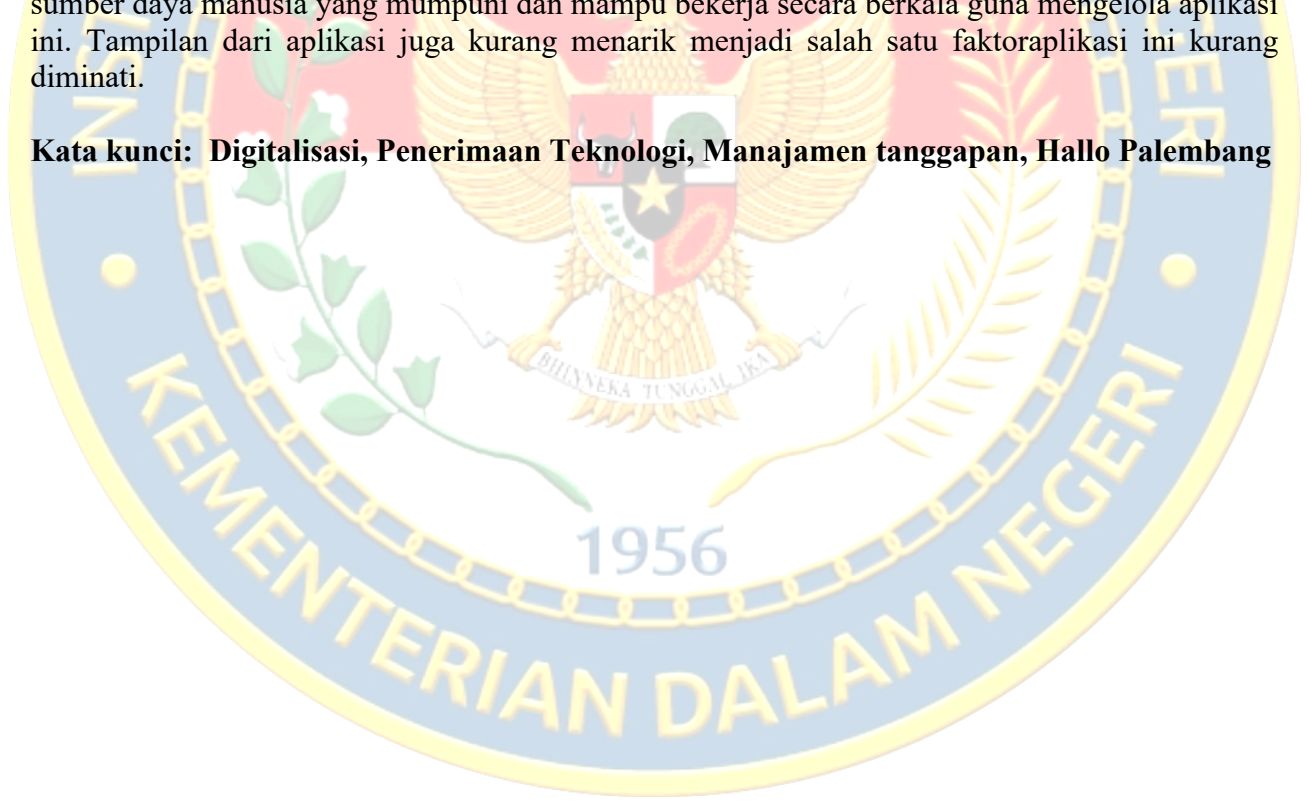 sumber daya manusia yang mumpuni dan mampu bekerja secara berkala guna mengelola aplikasi
ini. Tampilan dari aplikasi juga kurang menarik menjadi salah satu faktoraplikasi ini kurang
diminati.
Kata kunci: Digitalisasi, Penerimaan Teknologi, Manajamen tanggapan, Hallo Palembang
BHINNEKA TUNGGAL IKA
1956
KEMENTERIAN DALAM NEGERI